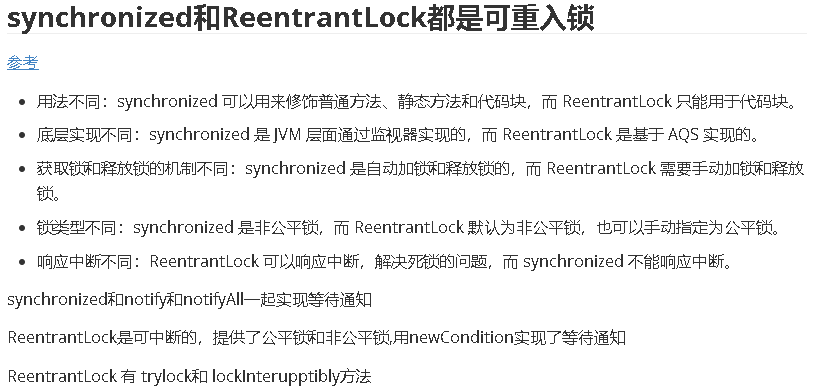 synchronized和ReentrantLock都是可重入锁
参考
用法不同：synchronized 可以用来修饰普通方法、静态方法和代码块，而 ReentrantLock 只能用于代码块。
底层实现不同：synchronized 是 JVM 层面通过监视器实现的，而 ReentrantLock 是基于 AQS 实现的。
获取锁和释放锁的机制不同：synchronized 是自动加锁和释放锁的，而 ReentrantLock 需要手动加锁和释放
锁。
锁类型不同：synchronized 是非公平锁，而 ReentrantLock 默认为非公平锁，也可以手动指定为公平锁。
响应中断不同：ReentrantLock 可以响应中断，解决死锁的问题，而 synchronized 不能响应中断。
synchronized和notify和notifyAll一起实现等待通知
ReentrantLock是可中断的，提供了公平锁和非公平锁,用newCondition实现了等待通知
ReentrantLock 有 trylock和 lockInterupptibly方法